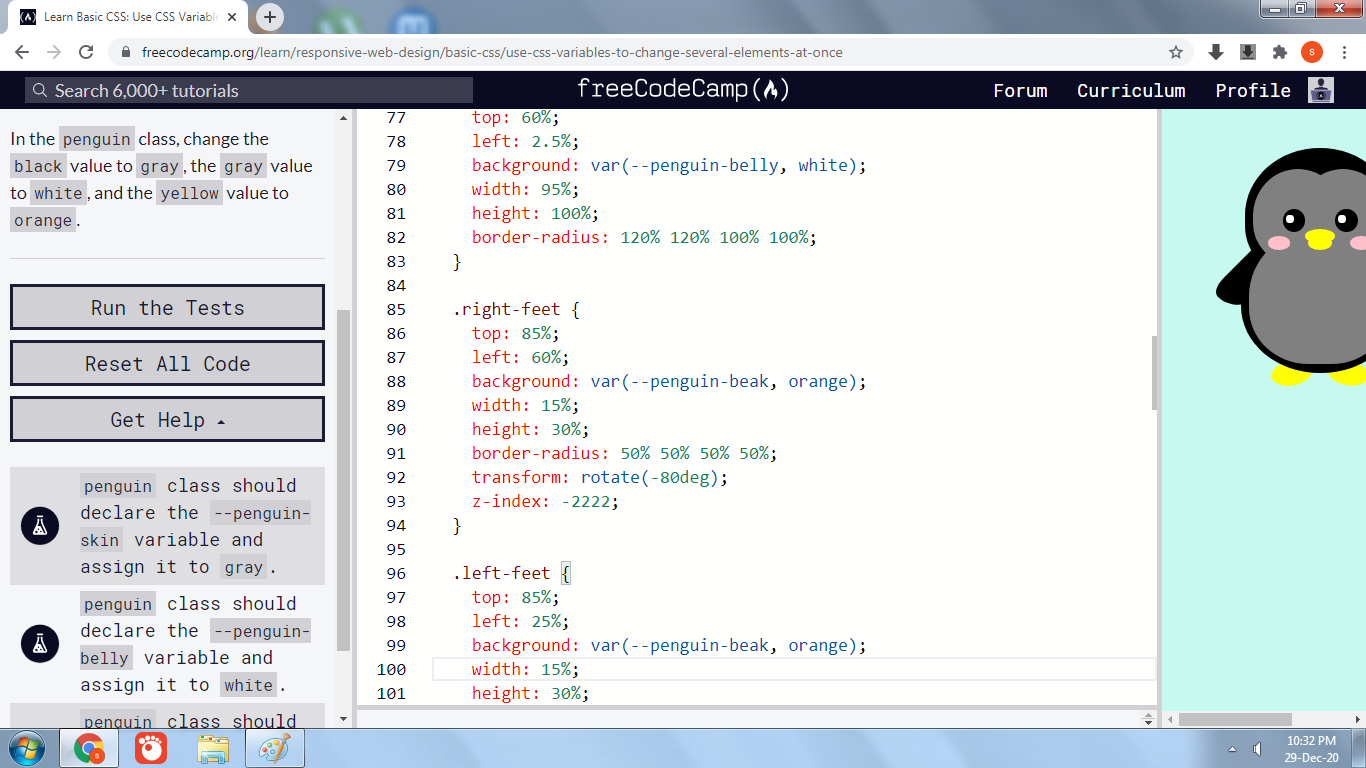 Learn Basic CSS: Use CSS Variable
freecodecamp.org/learn/responsive-web-design/basic-css/use-css-variables-to-change-several-elements-at-once
S
Search 6,000+ tutorials
freeCodeCamp
Forum
Curriculum
Profile
In the penguin class, change the
black value to gray, the gray value
to white, and the yellow value to
orange.
Run the Tests
Reset All Code
Get Help
penguin class should
declare the --penguin-
skin variable and
assign it to gray.
penguin class should
declare the --penguin-
belly variable and
assign it to white.
penguin class should
77 top: 60%;
78 left: 2.5%;
79 background: var(--penguin-belly, white);
80 width: 95%;
81 height: 100%;
82 border-radius: 120% 120% 100% 100%;
83 }
84
85 .right-feet {
86 top: 85%;
87 left: 60%;
88 background: var(--penguin-beak, orange);
89 width: 15%;
90 height: 30%;
91 border-radius: 50% 50% 50% 50%;
92 transform: rotate(-80deg);
93 z-index: -2222;
94 }
95
96 .left-feet {
97 top: 85%;
98 left: 25%;
99 background: var(--penguin-beak, orange);
100 width: 15%;
101 height: 30%;
S
10:32 PM
29-Dec-20